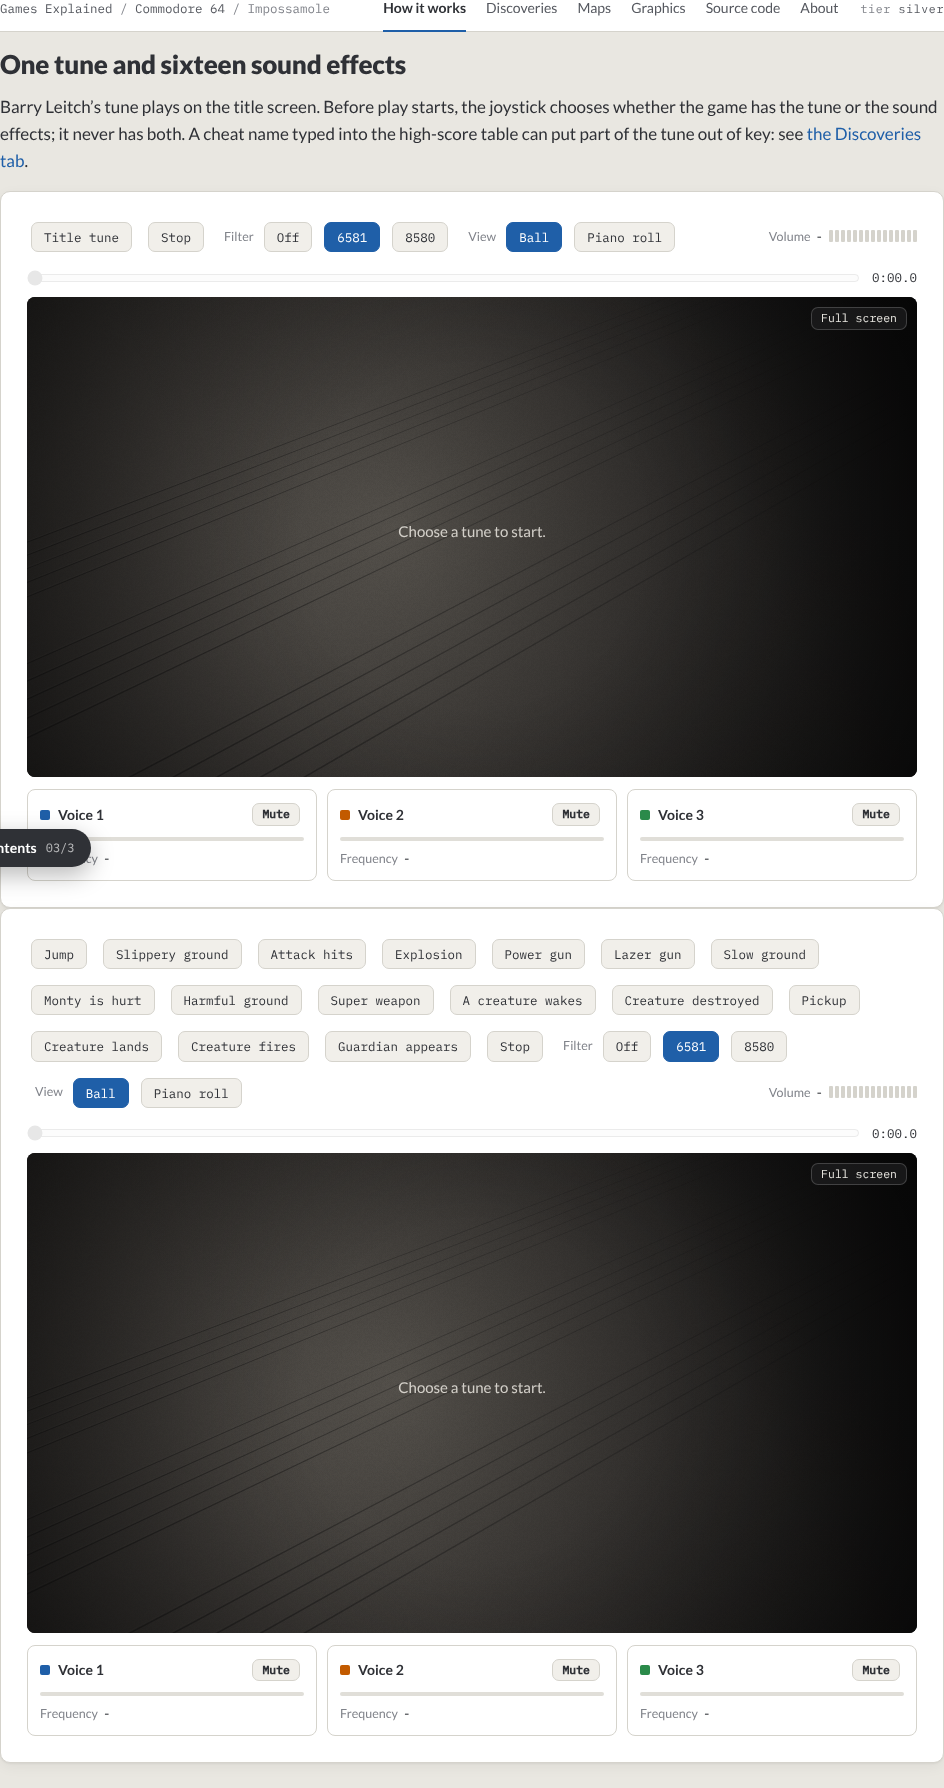 Games Explained / Commodore 64 / Impossamole
How it works Discoveries Maps Graphics Source code About tier silver
One tune and sixteen sound effects
Barry Leitch’s tune plays on the title screen. Before play starts, the joystick chooses whether the game has the tune or the sound
effects; it never has both. A cheat name typed into the high-score table can put part of the tune out of key: see the Discoveries
tab.
Title tune Stop Filter Off 6581 8580 View Ball Piano roll Volume -
0:00.0
Full screen
Choose a tune to start.
Voice 1 Mute Voice 2 Mute Voice 3 Mute
ntents 03/3
cy - Frequency - Frequency -
Jump Slippery ground Attack hits Explosion Power gun Lazer gun Slow ground
Monty is hurt Harmful ground Super weapon A creature wakes Creature destroyed Pickup
Creature lands Creature fires Guardian appears Stop Filter Off 6581 8580
View Ball Piano roll Volume -
0:00.0
Full screen
Choose a tune to start.
Voice 1 Mute Voice 2 Mute Voice 3 Mute
Frequency - Frequency - Frequency -